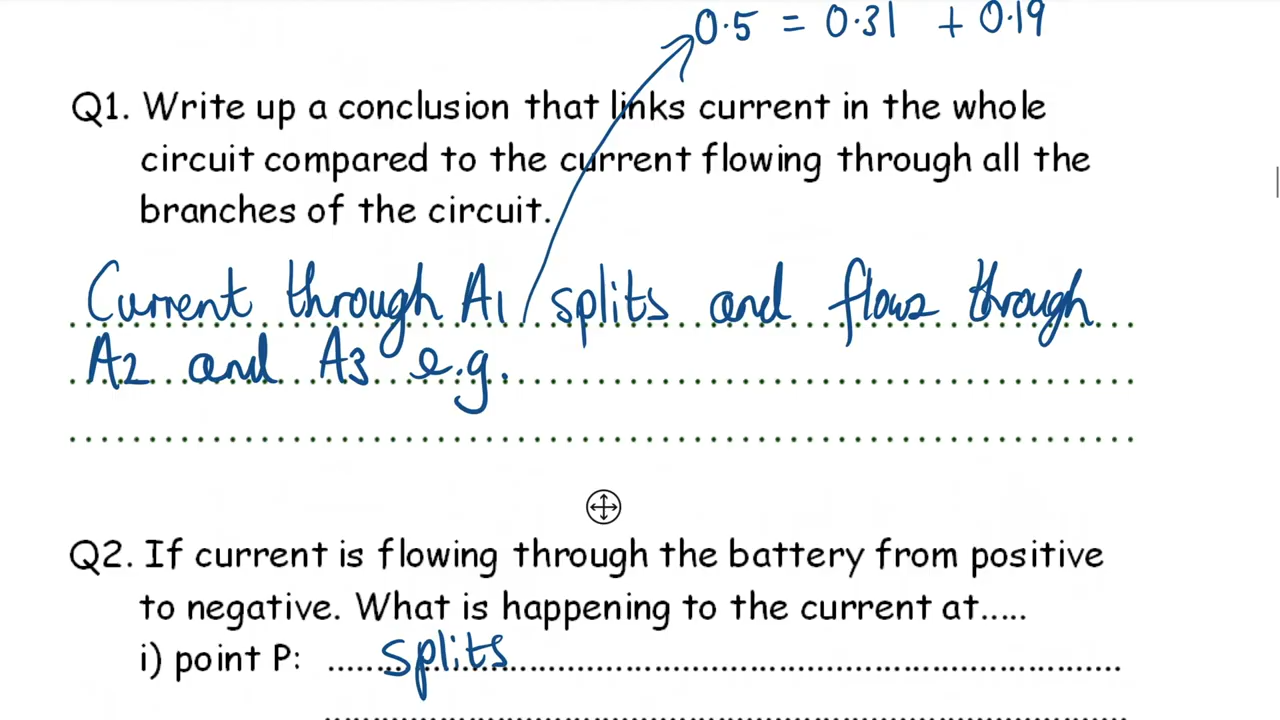 0.5 = 0.31 + 0.19
Q1. Write up a conclusion that links current in the whole
circuit compared to the current flowing through all the
branches of the circuit.
Current through A1 splits and flows through
A2 and A3 e.g.
Q2. If current is flowing through the battery from positive
to negative. What is happening to the current at.....
i) point P: splits